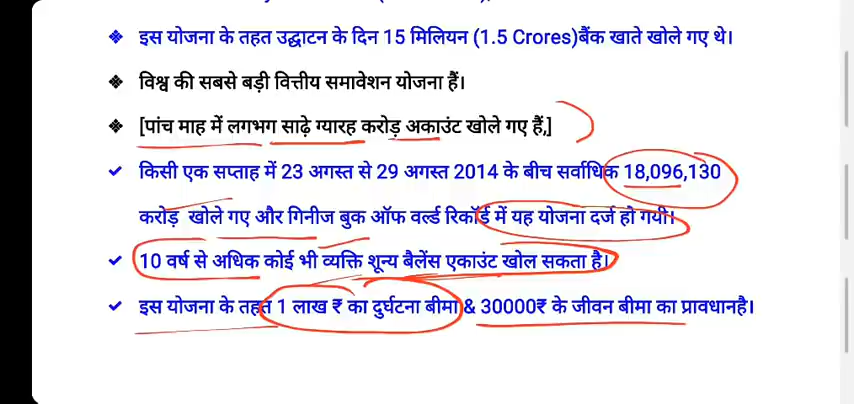 ❖ इस योजना के तहत उद्घाटन के दिन 15 मिलियन (1.5 Crores)बैंक खाते खोले गए थे।
❖ विश्व की सबसे बड़ी वित्तीय समावेशन योजना हैं।
❖ [पांच माह में लगभग साढ़े ग्यारह करोड़ अकाउंट खोले गए हैं,]
✓ किसी एक सप्ताह में 23 अगस्त से 29 अगस्त 2014 के बीच सर्वाधिक 18,096,130
करोड़ खोले गए और गिनीज बुक ऑफ वर्ल्ड रिकॉर्ड में यह योजना दर्ज हो गयी।
✓ 10 वर्ष से अधिक कोई भी व्यक्ति शून्य बैलेंस एकाउंट खोल सकता है।
✓ इस योजना के तहत 1 लाख ₹ का दुर्घटना बीमा & 30000₹ के जीवन बीमा का प्रावधानहै।